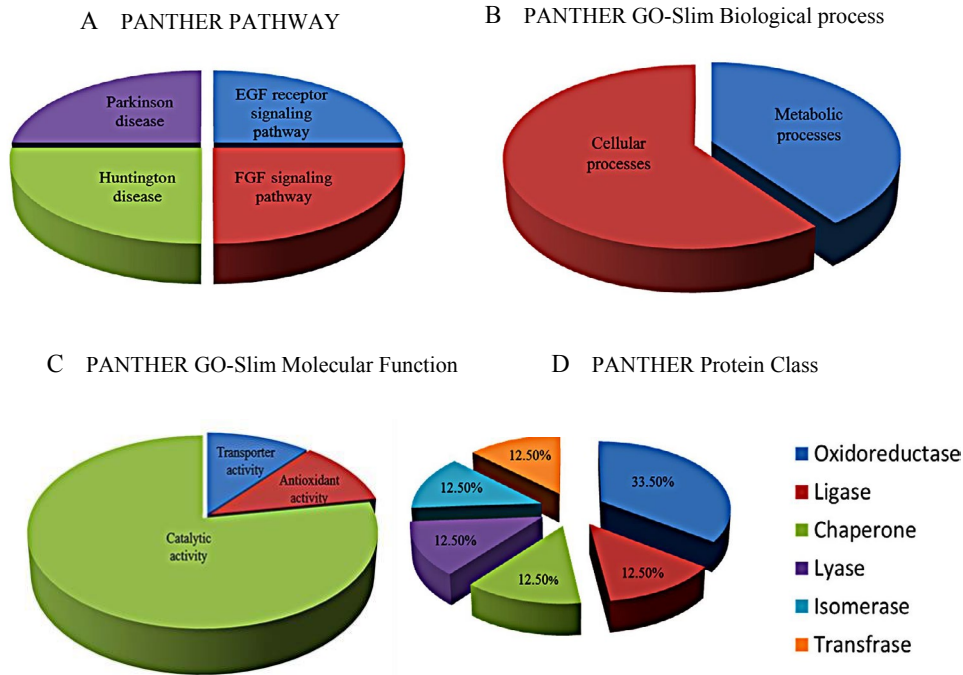 A PANTHER PATHWAY
Parkinson
disease
EGF receptor
signaling
pathway
Huntington
disease
FGF signaling
pathway
B PANTHER GO-Slim Biological process
Cellular
processes
Metabolic
processes
C PANTHER GO-Slim Molecular Function
Transporter
activity
Antioxidant
activity
Catalytic
activity
D PANTHER Protein Class
12.50%
33.50%
12.50%
12.50%
12.50%
12.50%
Oxidoreductase
Ligase
Chaperone
Lyase
Isomerase
Transfrase